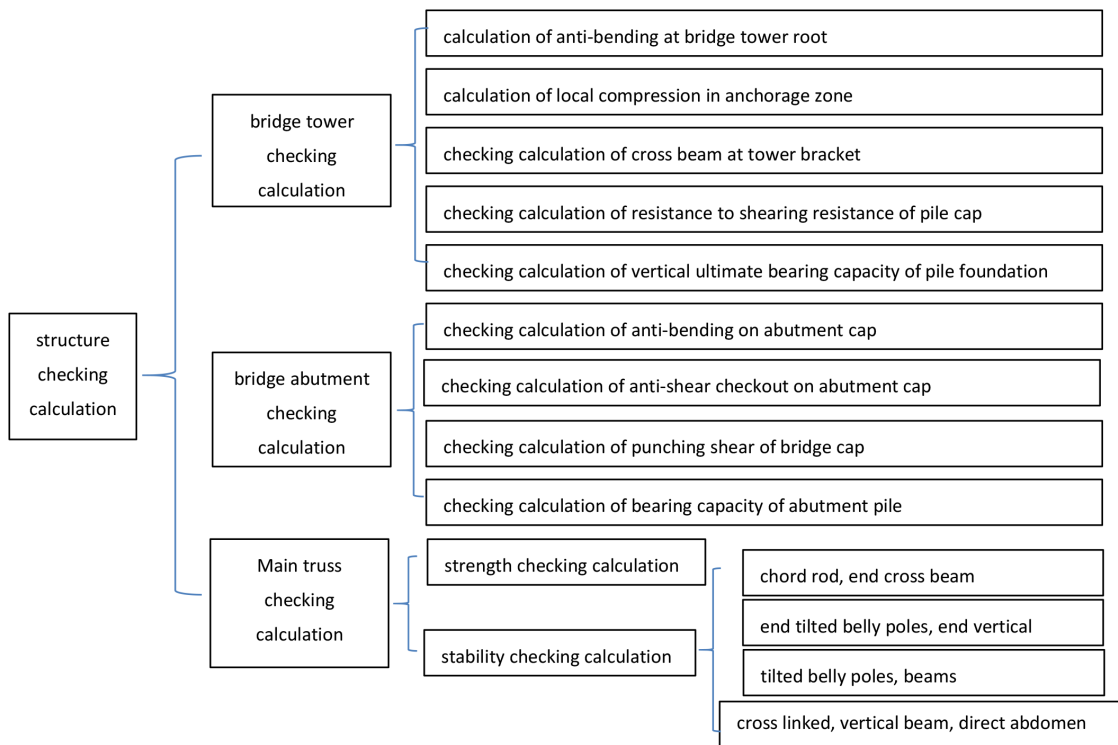 structure
checking
calculation
bridge tower
checking
calculation
calculation of anti-bending at bridge tower root
calculation of local compression in anchorage zone
checking calculation of cross beam at tower bracket
checking calculation of resistance to shearing resistance of pile cap
checking calculation of vertical ultimate bearing capacity of pile foundation
bridge abutment
checking
calculation
checking calculation of anti-bending on abutment cap
checking calculation of anti-shear checkout on abutment cap
checking calculation of punching shear of bridge cap
checking calculation of bearing capacity of abutment pile
Main truss
checking
calculation
strength checking calculation
stability checking calculation
chord rod, end cross beam
end tilted belly poles, end vertical
tilted belly poles, beams
cross linked, vertical beam, direct abdomen